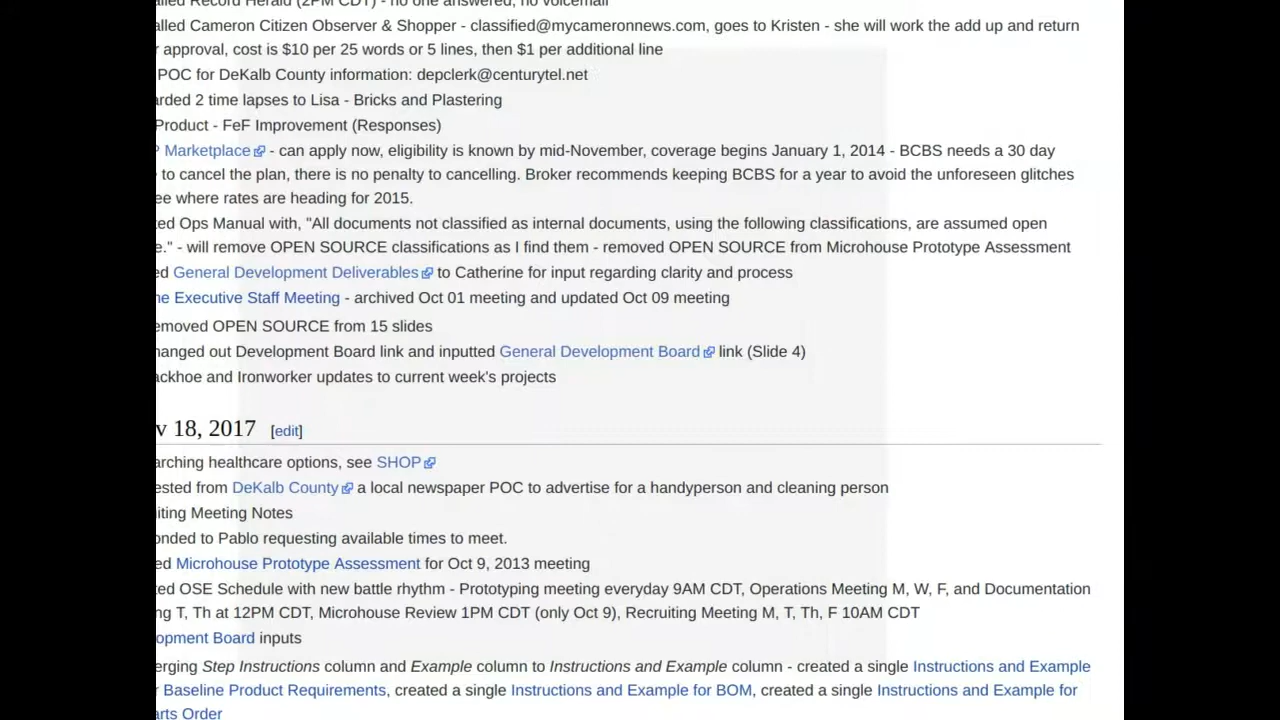 alled Record Herald (2PM CDT) - no one answered, no voicemail
alled Cameron Citizen Observer & Shopper - classified@mycameronnews.com, goes to Kristen - she will work the add up and return
r approval, cost is $10 per 25 words or 5 lines, then $1 per additional line
POC for DeKalb County information: depclerk@centurytel.net
arded 2 time lapses to Lisa - Bricks and Plastering
Product - FeF Improvement (Responses)
P Marketplace - can apply now, eligibility is known by mid-November, coverage begins January 1, 2014 - BCBS needs a 30 day
to cancel the plan, there is no penalty to cancelling. Broker recommends keeping BCBS for a year to avoid the unforeseen glitches
ee where rates are heading for 2015.
ted Ops Manual with, "All documents not classified as internal documents, using the following classifications, are assumed open
e." - will remove OPEN SOURCE classifications as I find them - removed OPEN SOURCE from Microhouse Prototype Assessment
ed General Development Deliverables to Catherine for input regarding clarity and process
ne Executive Staff Meeting - archived Oct 01 meeting and updated Oct 09 meeting
emoved OPEN SOURCE from 15 slides
hanged out Development Board link and inputted General Development Board link (Slide 4)
ackhoe and Ironworker updates to current week's projects
v 18, 2017 [edit]
arching healthcare options, see SHOP
ested from DeKalb County a local newspaper POC to advertise for a handyperson and cleaning person
iting Meeting Notes
onded to Pablo requesting available times to meet.
ed Microhouse Prototype Assessment for Oct 9, 2013 meeting
ted OSE Schedule with new battle rhythm - Prototyping meeting everyday 9AM CDT, Operations Meeting M, W, F, and Documentation
ng T, Th at 12PM CDT, Microhouse Review 1PM CDT (only Oct 9), Recruiting Meeting M, T, Th, F 10AM CDT
opment Board inputs
erging Step Instructions column and Example column to Instructions and Example column - created a single Instructions and Example
r Baseline Product Requirements, created a single Instructions and Example for BOM, created a single Instructions and Example for
arts Order